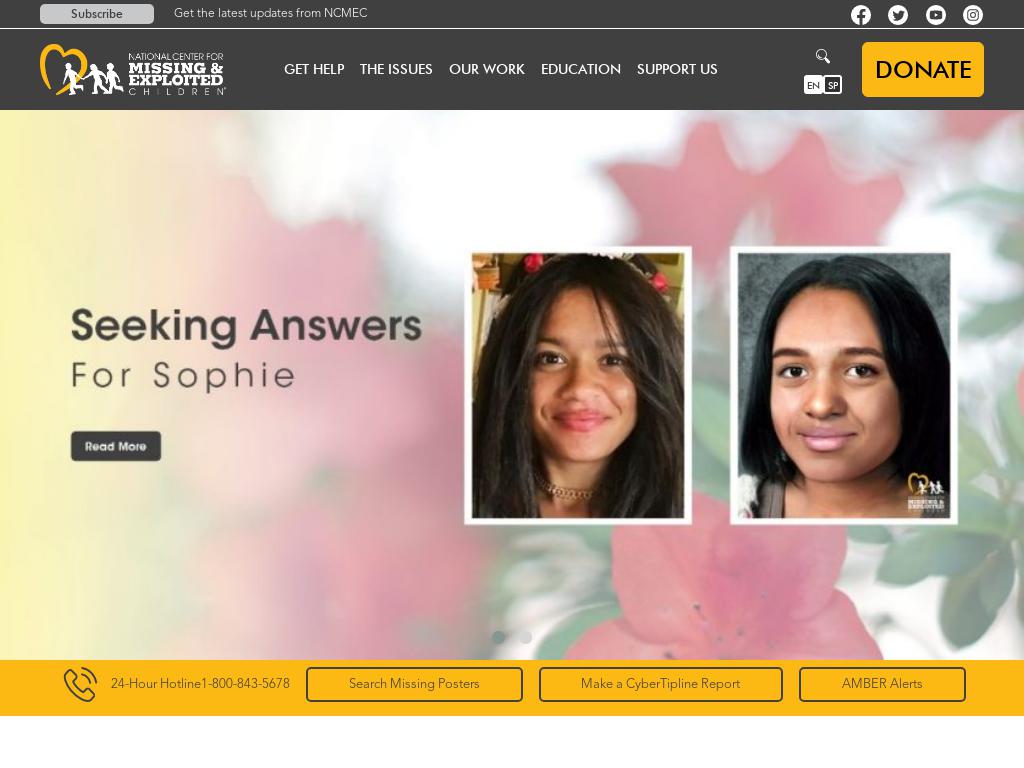 Subscribe
Get the latest updates from NCMEC
NATIONAL CENTER FOR
MISSING &
EXPLOITED
CHILDREN
GET HELP
THE ISSUES
OUR WORK
EDUCATION
SUPPORT US
EN
SP
DONATE
Seeking Answers
For Sophie
Read More
MISSING &
EXPLOITED
24-Hour Hotline1-800-843-5678
Search Missing Posters
Make a CyberTipline Report
AMBER Alerts